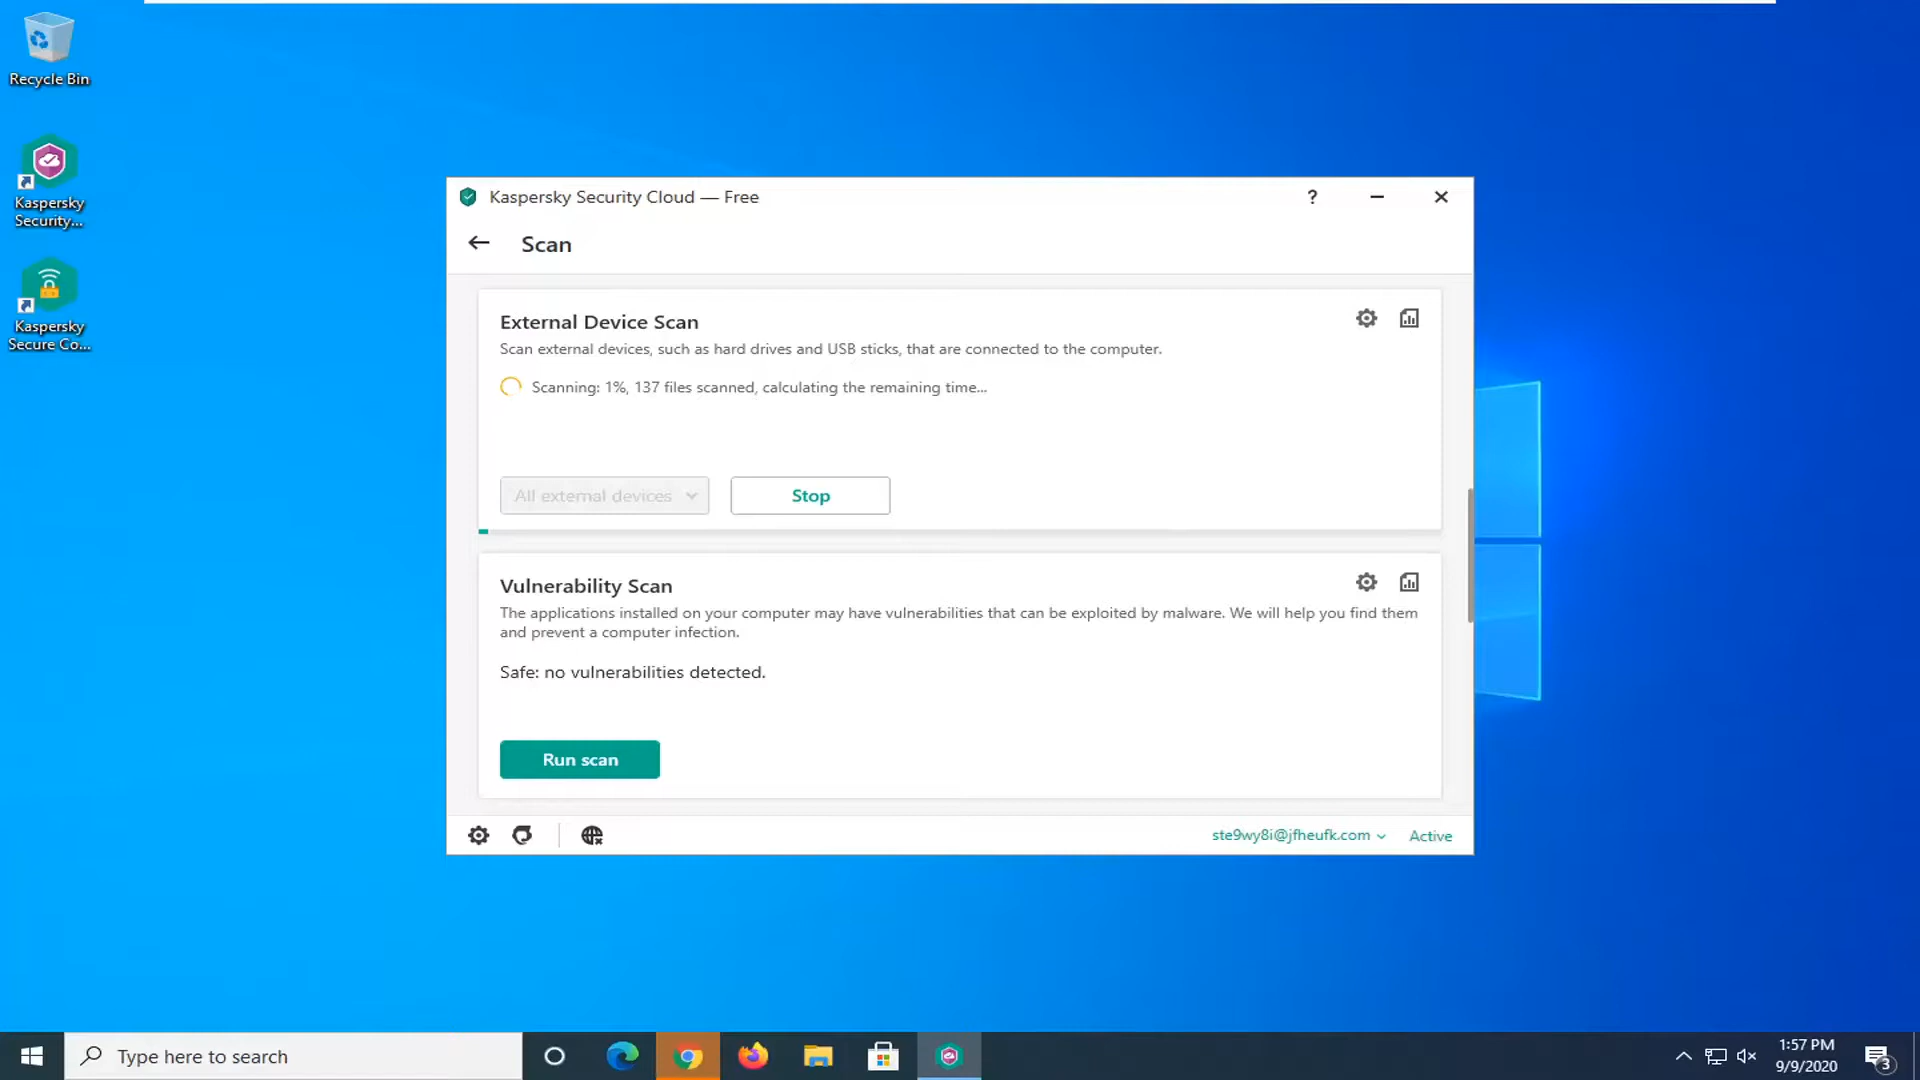 Recycle Bin
Kaspersky
Security...
Kaspersky
Secure Co...
Kaspersky Security Cloud — Free
?
Scan
External Device Scan
Scan external devices, such as hard drives and USB sticks, that are connected to the computer.
Scanning: 1%, 137 files scanned, calculating the remaining time...
All external devices
Stop
Vulnerability Scan
The applications installed on your computer may have vulnerabilities that can be exploited by malware. We will help you find them
and prevent a computer infection.
Safe: no vulnerabilities detected.
Run scan
ste9wy8i@jfheufk.com
Active
Type here to search
1:57 PM
9/9/2020
3